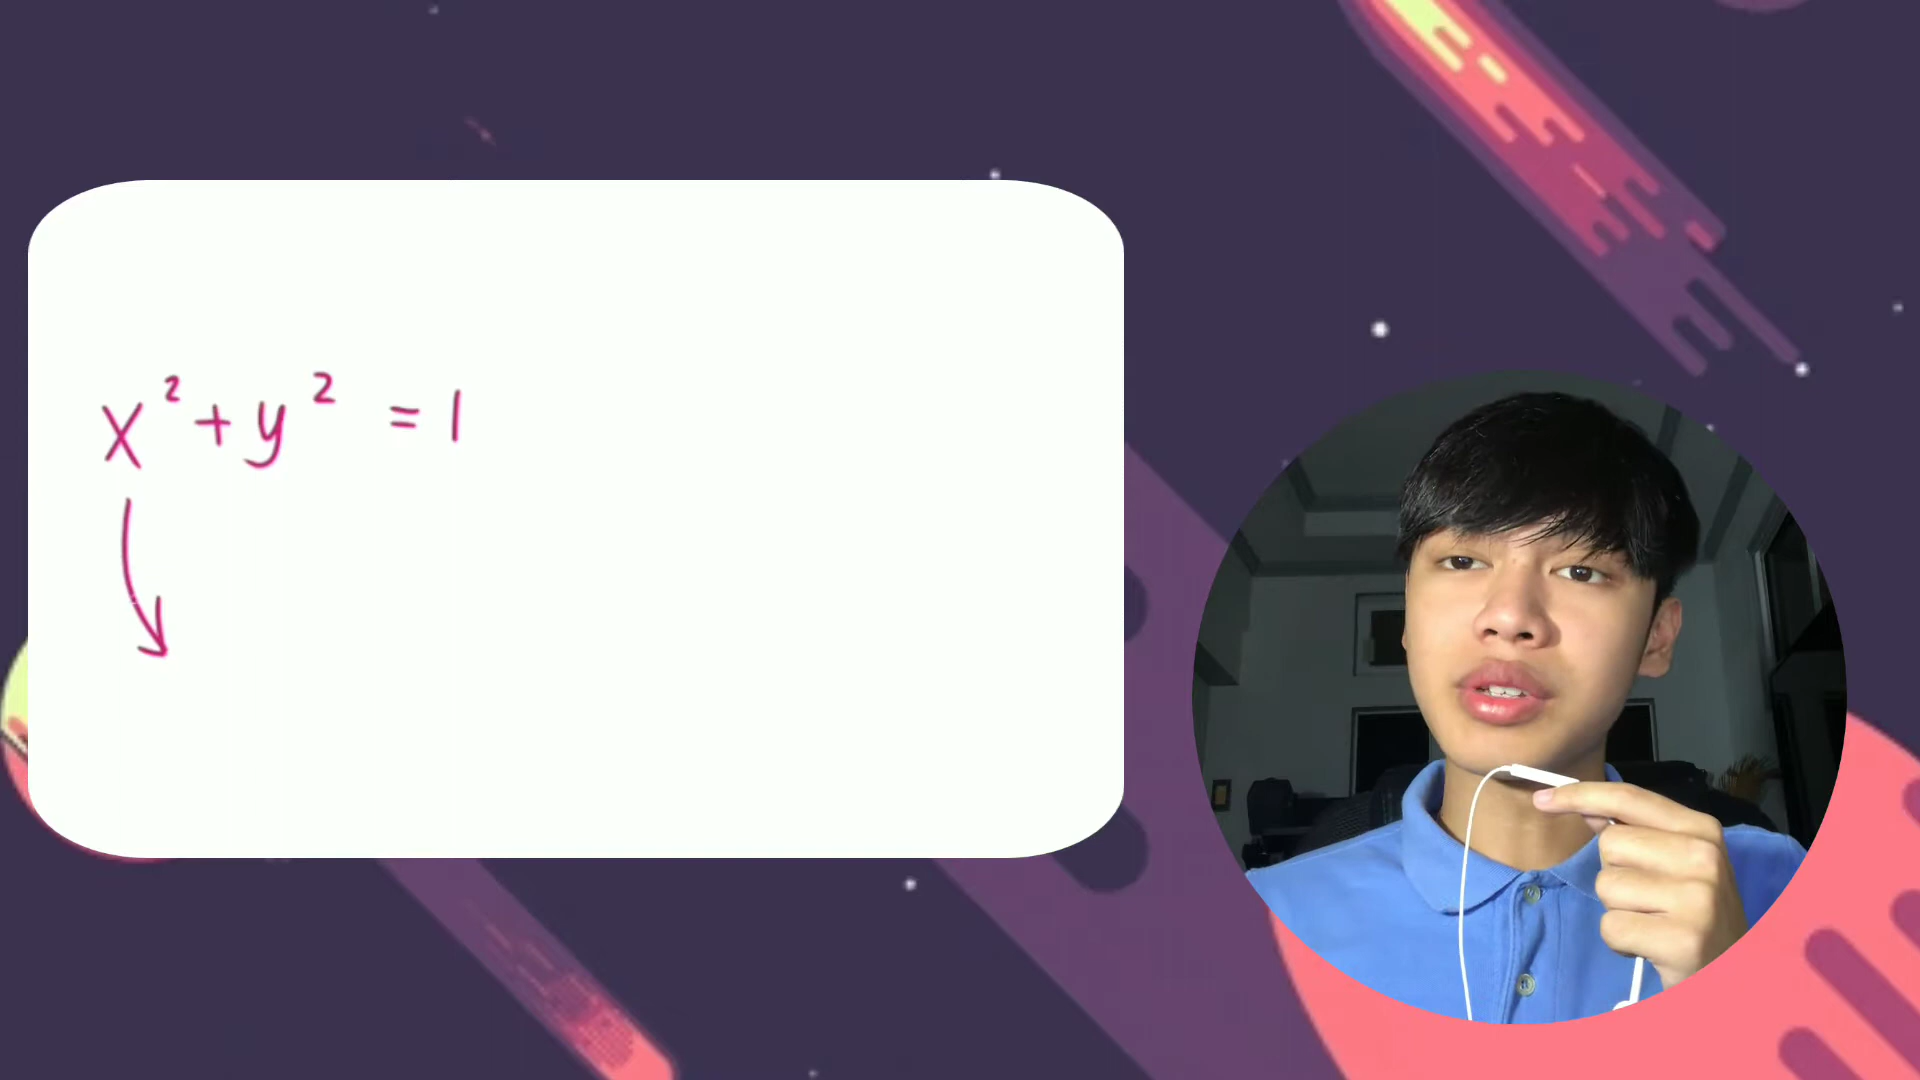 x² + y² = 1